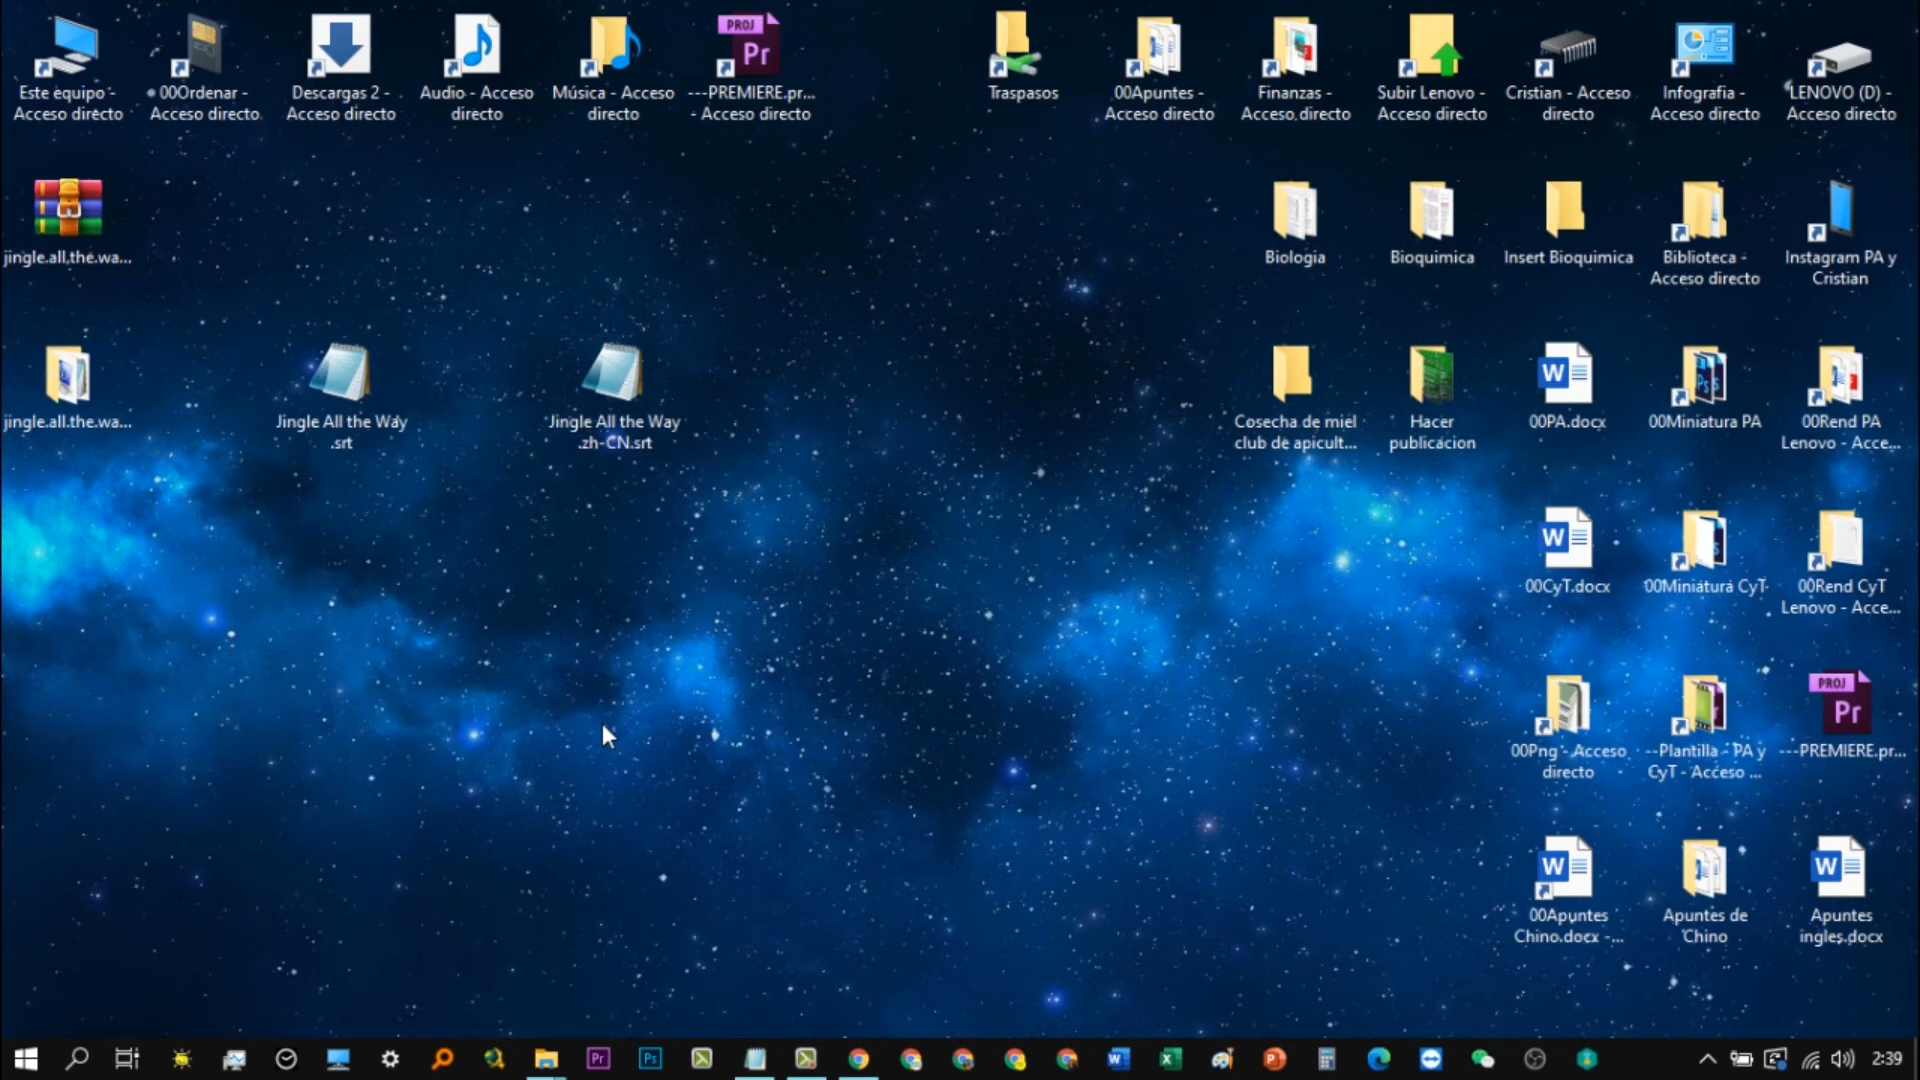 Este equipo -
Acceso directo
00Ordenar -
Acceso directo
Descargas 2 -
Acceso directo
Audio - Acceso
directo
Música - Acceso
directo
PROJ
Pr
---PREMIERE.pr...
- Acceso directo
Traspasos
00Apuntes -
Acceso directo
Finanzas -
Acceso directo
Subir Lenovo -
Acceso directo
Cristian - Acceso
directo
Infografia -
Acceso directo
LENOVO (D) -
Acceso directo
jingle.all.the.wa...
Biologia
Bioquimica
Insert Bioquimica
Biblioteca -
Acceso directo
Instagram PA y
Cristian
jingle.all.the.wa...
Jingle All the Way
.srt
Jingle All the Way
.zh-CN.srt
Cosecha de miel
club de apicult...
Hacer
publicacion
W
00PA.docx
00Miniatura PA
00Rend PA
Lenovo - Acce...
W
00CyT.docx
00Miniatura CyT
00Rend CyT
Lenovo - Acce...
00Png - Acceso
directo
--Plantilla - PA y
CyT - Acceso ...
PROJ
Pr
---PREMIERE.pr...
W
00Apuntes
Chino.docx -...
Apuntes de
Chino
W
Apuntes
ingles.docx
Pr
Ps
2:39